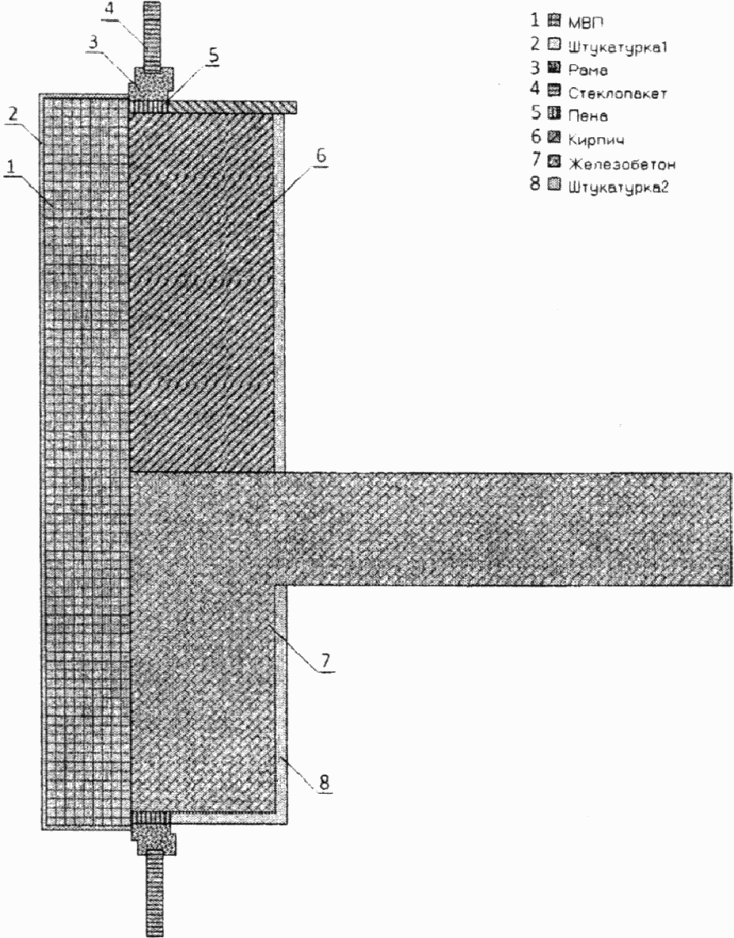 4
3
5
2
1
6
7
8
1 МВП
2 Штукатурка1
3 Рама
4 Стеклопакет
5 Пена
6 Кирпич
7 Железобетон
8 Штукатурка2